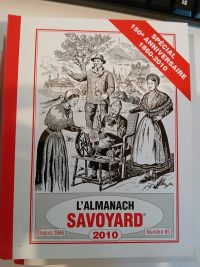 SPÉCIAL
150e ANNIVERSAIRE
1860-2010
L'ALMANACH
SAVOYARD
Depuis 1946
2010
Numéro 65